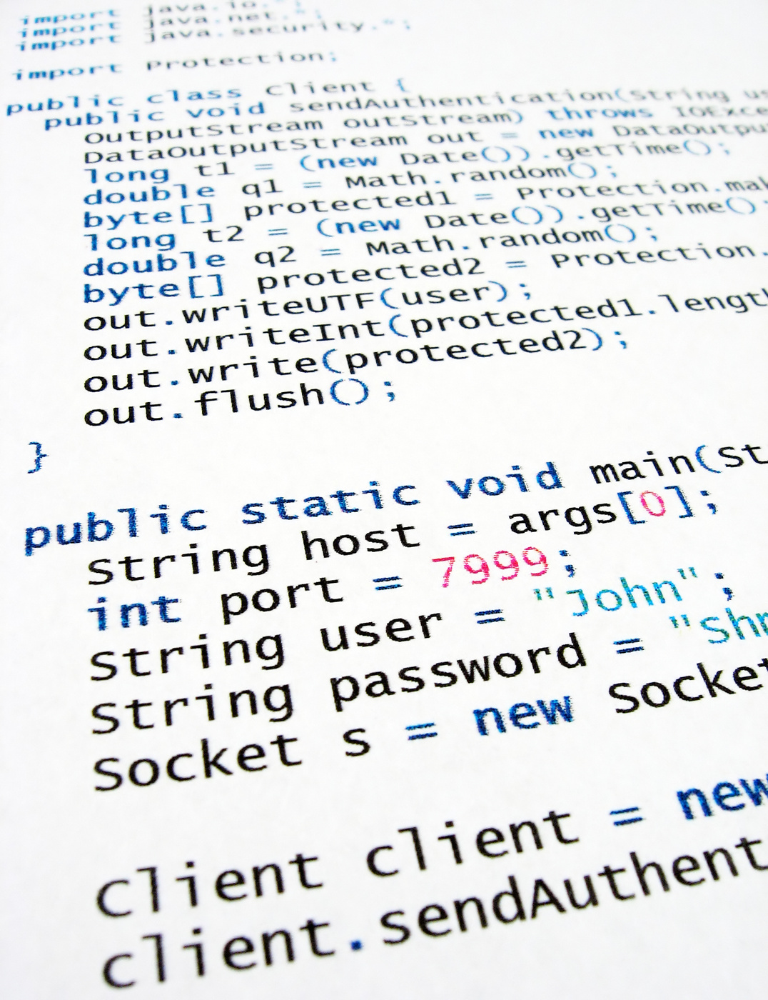 import java.io.*;
import java.net.*;
import java.security.*;
import Protection;
public class Client {
public void sendAuthentication(String us
OutputStream outStream) throws IOExce
DataOutputStream out = new DataOutpu
long t1 = (new Date()).getTime();
double q1 = Math.random();
byte[] protected1 = Protection.mak
long t2 = (new Date()).getTime();
double q2 = Math.random();
byte[] protected2 = Protection.
out.writeUTF(user);
out.writeInt(protected1.length
out.write(protected2);
out.flush();
}
public static void main(St
String host = args[0];
int port = 7999;
String user = "John";
String password = "Shr
Socket s = new Socket
Client client = new
client.sendAuthent